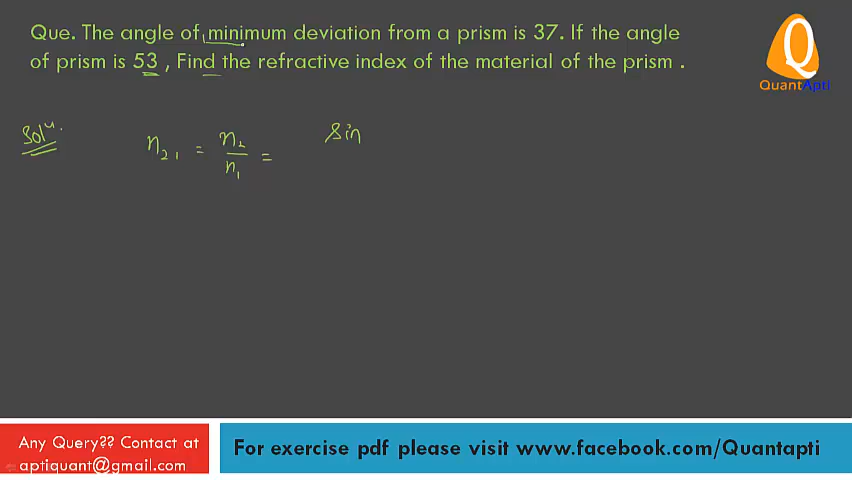 Que. The angle of minimum deviation from a prism is 37. If the angle
of prism is 53 , Find the refractive index of the material of the prism .
Q
QuantApti
Solⁿ.
n₂₁ = n₂/n₁ = sin
Any Query?? Contact at
aptiquant@gmail.com
For exercise pdf please visit www.facebook.com/Quantapti